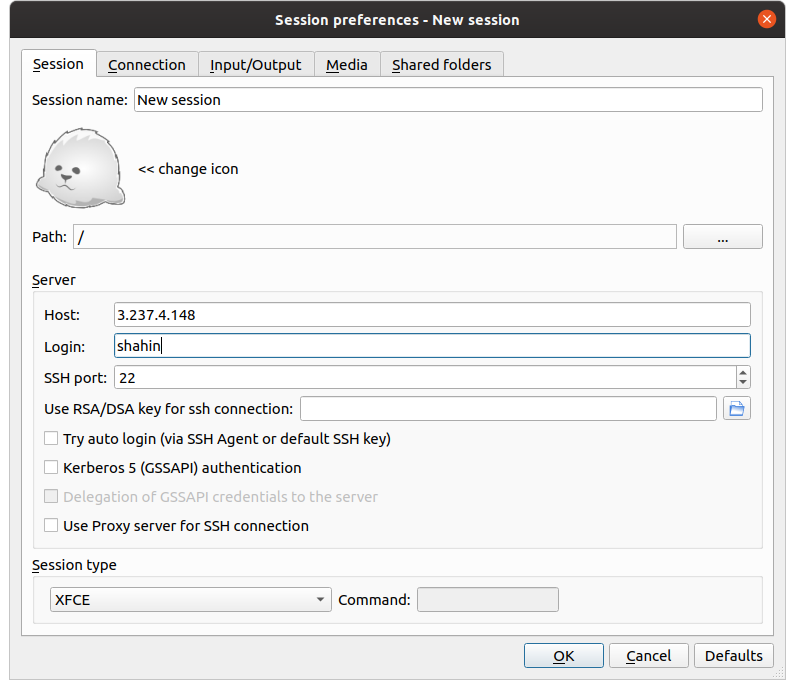 Session preferences - New session
Session Connection Input/Output Media Shared folders
Session name: New session
<< change icon
Path: / ...
Server
Host: 3.237.4.148
Login: shahin
SSH port: 22
Use RSA/DSA key for ssh connection:
Try auto login (via SSH Agent or default SSH key)
Kerberos 5 (GSSAPI) authentication
Delegation of GSSAPI credentials to the server
Use Proxy server for SSH connection
Session type
XFCE Command:
OK Cancel Defaults